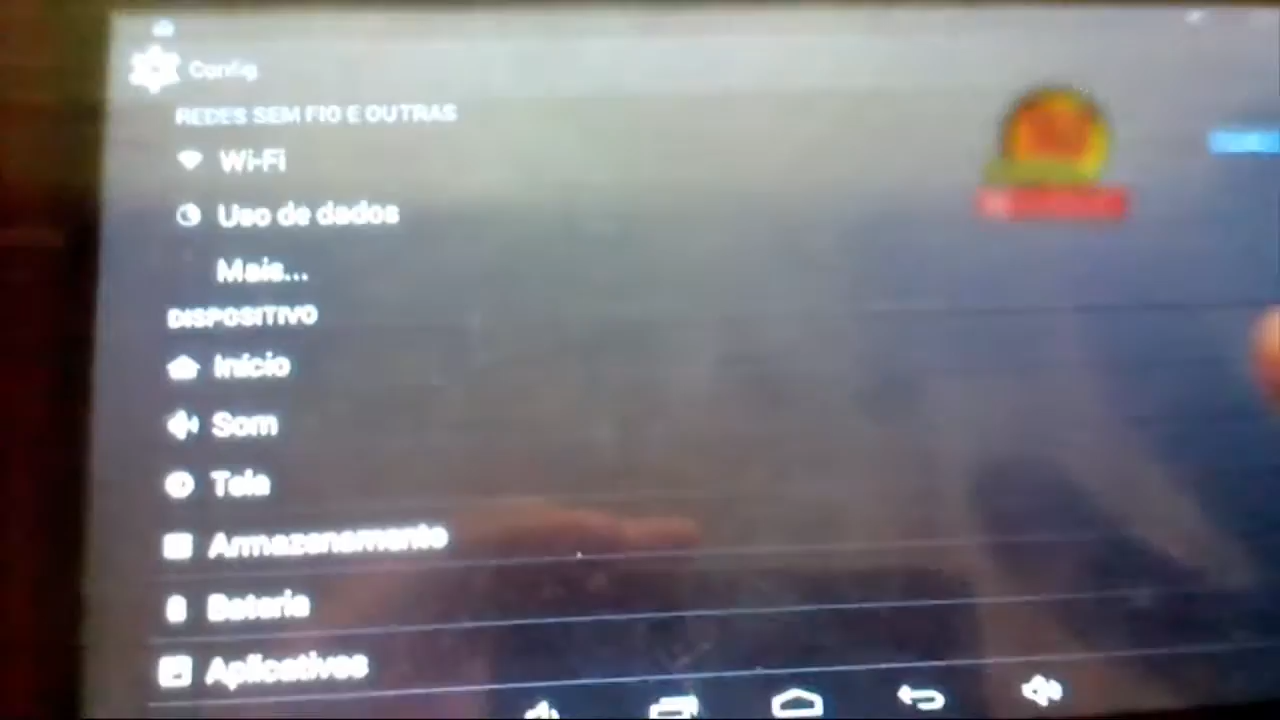 Config
REDES SEM FIO E OUTRAS
Wi-Fi
Uso de dados
Mais...
DISPOSITIVO
Início
Som
Tela
Armazenamento
Bateria
Aplicativos